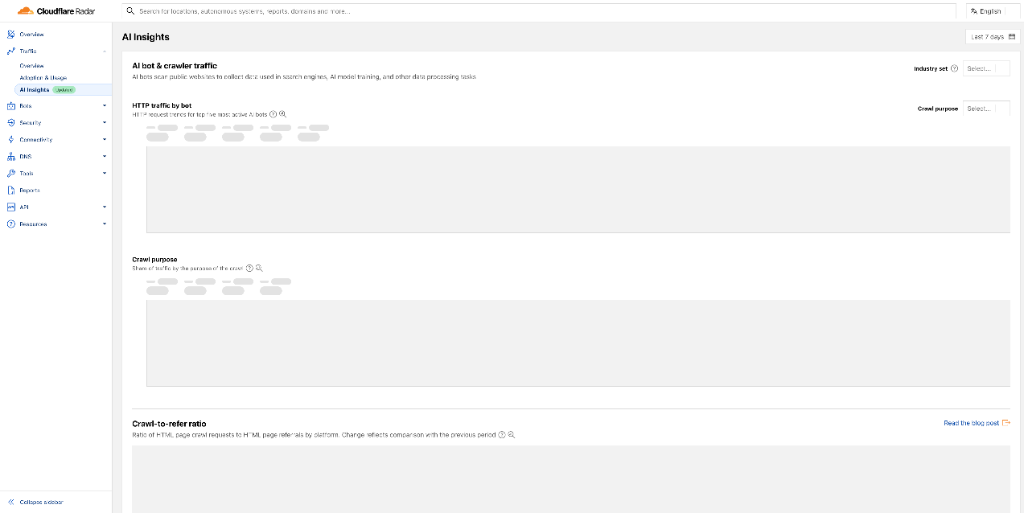 Cloudflare Radar
Search for locations, autonomous systems, reports, domains and more...
English
Overview
Traffic
Overview
Adoption & Usage
AI Insights Updated
Bots
Security
Connectivity
DNS
Tools
Reports
API
Resources
Collapse sidebar
AI Insights
Last 7 days
AI bot & crawler traffic
AI bots scan public websites to collect data used in search engines, AI model training, and other data processing tasks
Industry set
Select...
HTTP traffic by bot
HTTP request trends for top five most active AI bots
Crawl purpose
Select...
Crawl purpose
Share of traffic by the purpose of the crawl
Crawl-to-refer ratio
Read the blog post
Ratio of HTML page crawl requests to HTML page referrals by platform. Change reflects comparison with the previous period